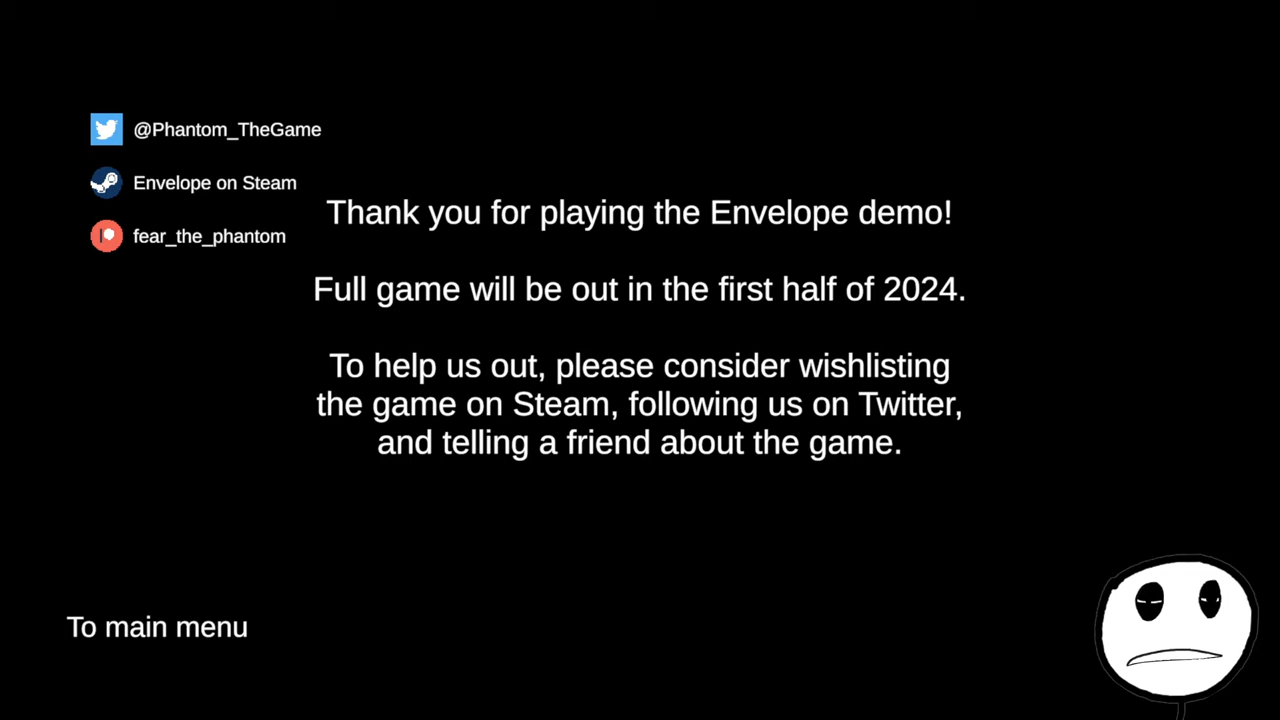 @Phantom_TheGame
Envelope on Steam
fear_the_phantom
Thank you for playing the Envelope demo!
Full game will be out in the first half of 2024.
To help us out, please consider wishlisting
the game on Steam, following us on Twitter,
and telling a friend about the game.
To main menu